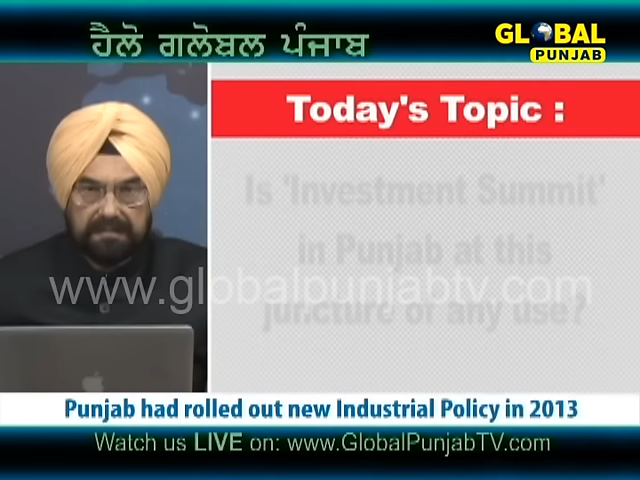 ਹੈਲੋ ਗਲੋਬਲ ਪੰਜਾਬ
GLOBAL
PUNJAB
Today's Topic :
Is 'Investment Summit'
in Punjab at this
juncture of any use?
www.globalpunjabtv.com
Punjab had rolled out new Industrial Policy in 2013
Watch us LIVE on: www.GlobalPunjabTV.com